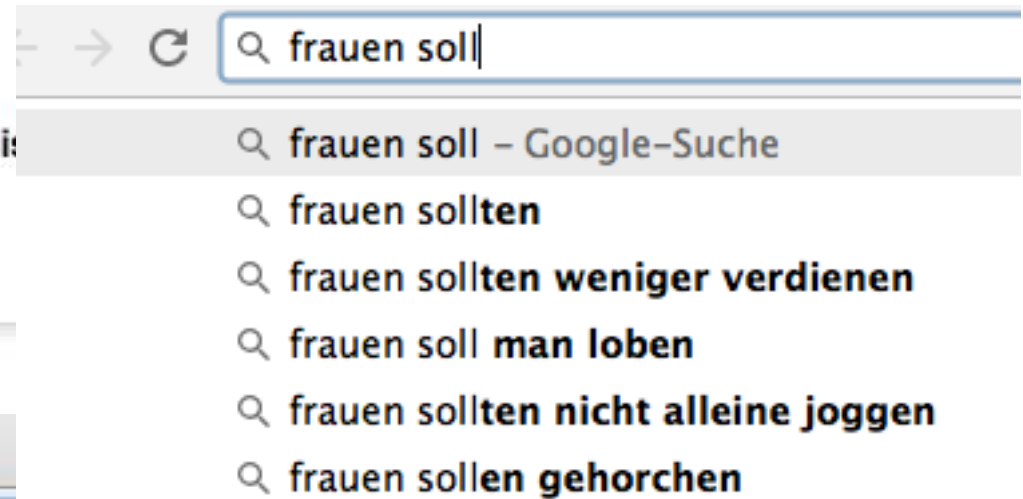 frauen soll
frauen soll – Google-Suche
frauen sollten
frauen sollten weniger verdienen
frauen soll man loben
frauen sollten nicht alleine joggen
frauen sollen gehorchen